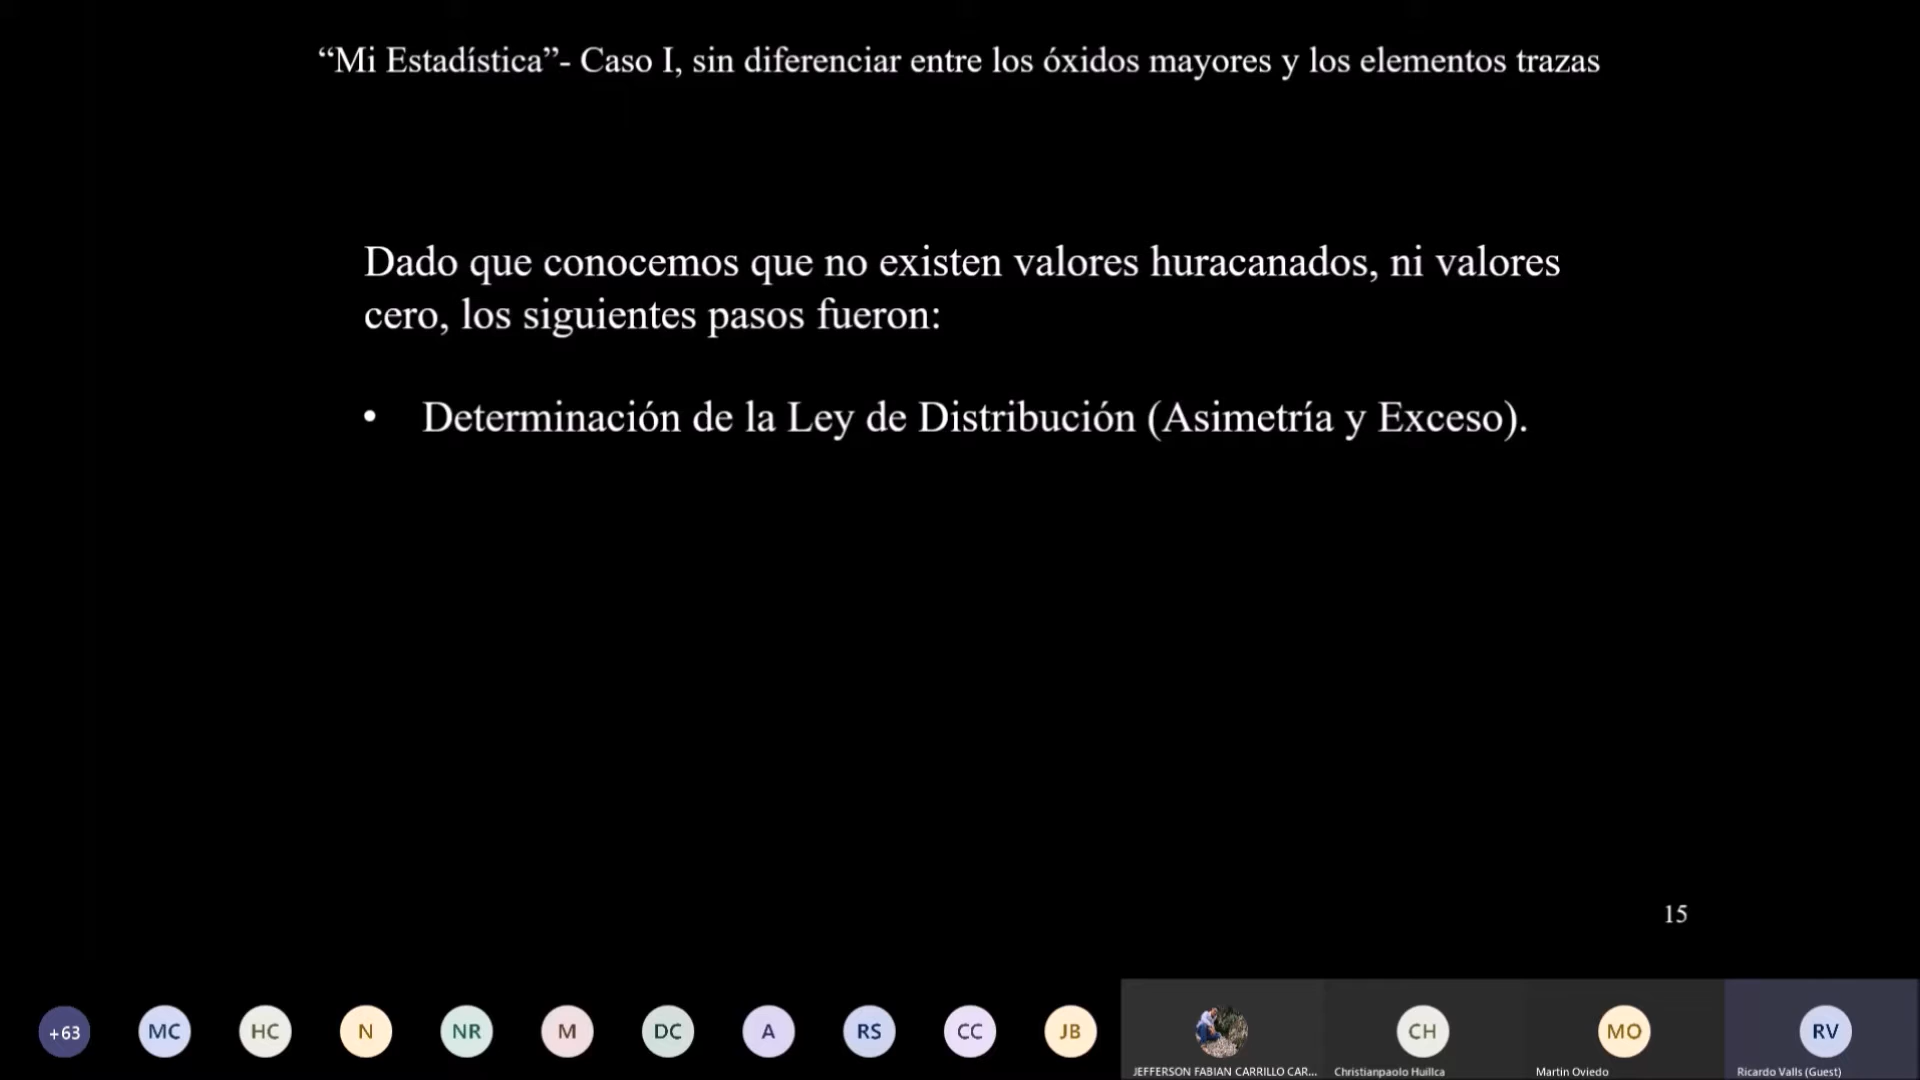 “Mi Estadística”- Caso I, sin diferenciar entre los óxidos mayores y los elementos trazas
Dado que conocemos que no existen valores huracanados, ni valores
cero, los siguientes pasos fueron:
• Determinación de la Ley de Distribución (Asimetría y Exceso).
15
+63 MC HC N NR M DC A RS CC JB CH MO RV
JEFFERSON FABIAN CARRILLO CAR... Christianpaolo Huillca Martin Oviedo Ricardo Valls (Guest)